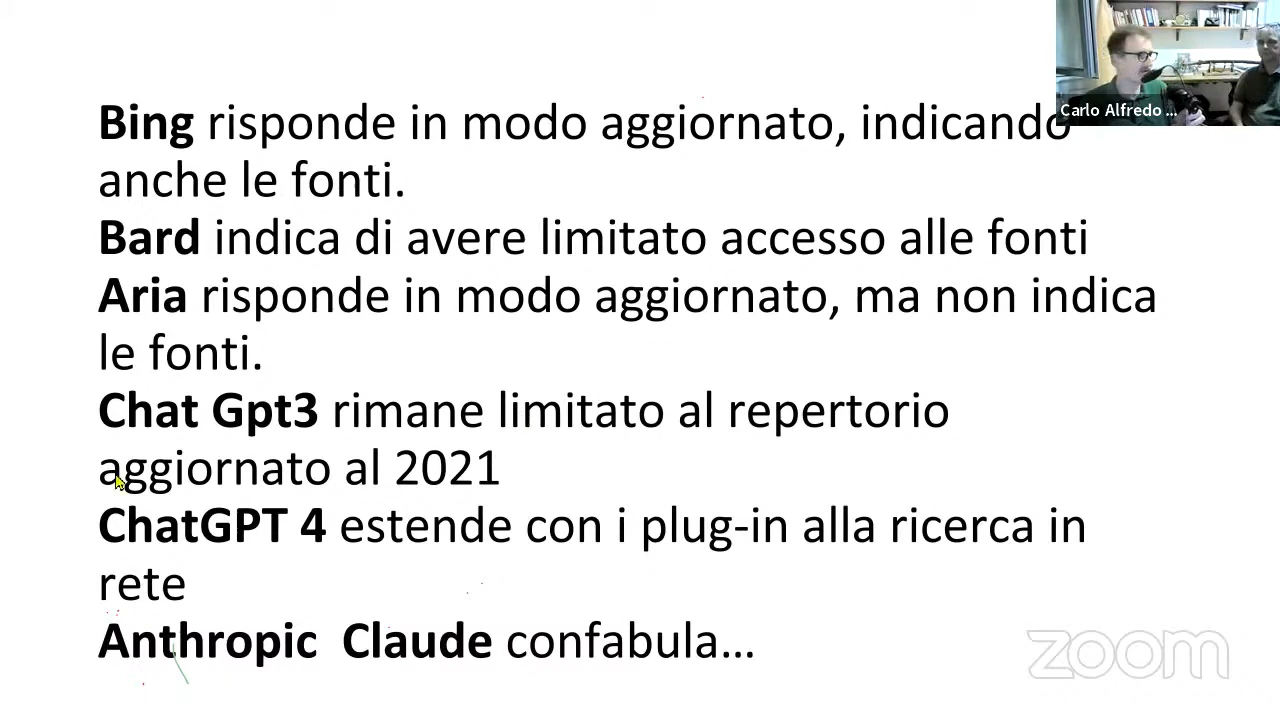 Bing risponde in modo aggiornato, indicando
anche le fonti.
Bard indica di avere limitato accesso alle fonti
Aria risponde in modo aggiornato, ma non indica
le fonti.
Chat Gpt3 rimane limitato al repertorio
aggiornato al 2021
ChatGPT 4 estende con i plug-in alla ricerca in
rete
Anthropic  Claude confabula...
Carlo Alfredo ...
zoom